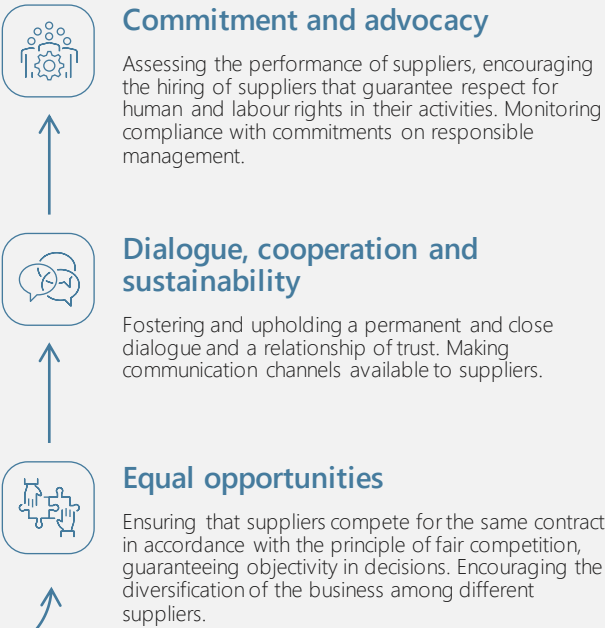 Commitment and advocacy
Assessing the performance of suppliers, encouraging
the hiring of suppliers that guarantee respect for
human and labour rights in their activities. Monitoring
compliance with commitments on responsible
management.
Dialogue, cooperation and
sustainability
Fostering and upholding a permanent and close
dialogue and a relationship of trust. Making
communication channels available to suppliers.
Equal opportunities
Ensuring that suppliers compete for the same contract
in accordance with the principle of fair competition,
guaranteeing objectivity in decisions. Encouraging the
diversification of the business among different
suppliers.